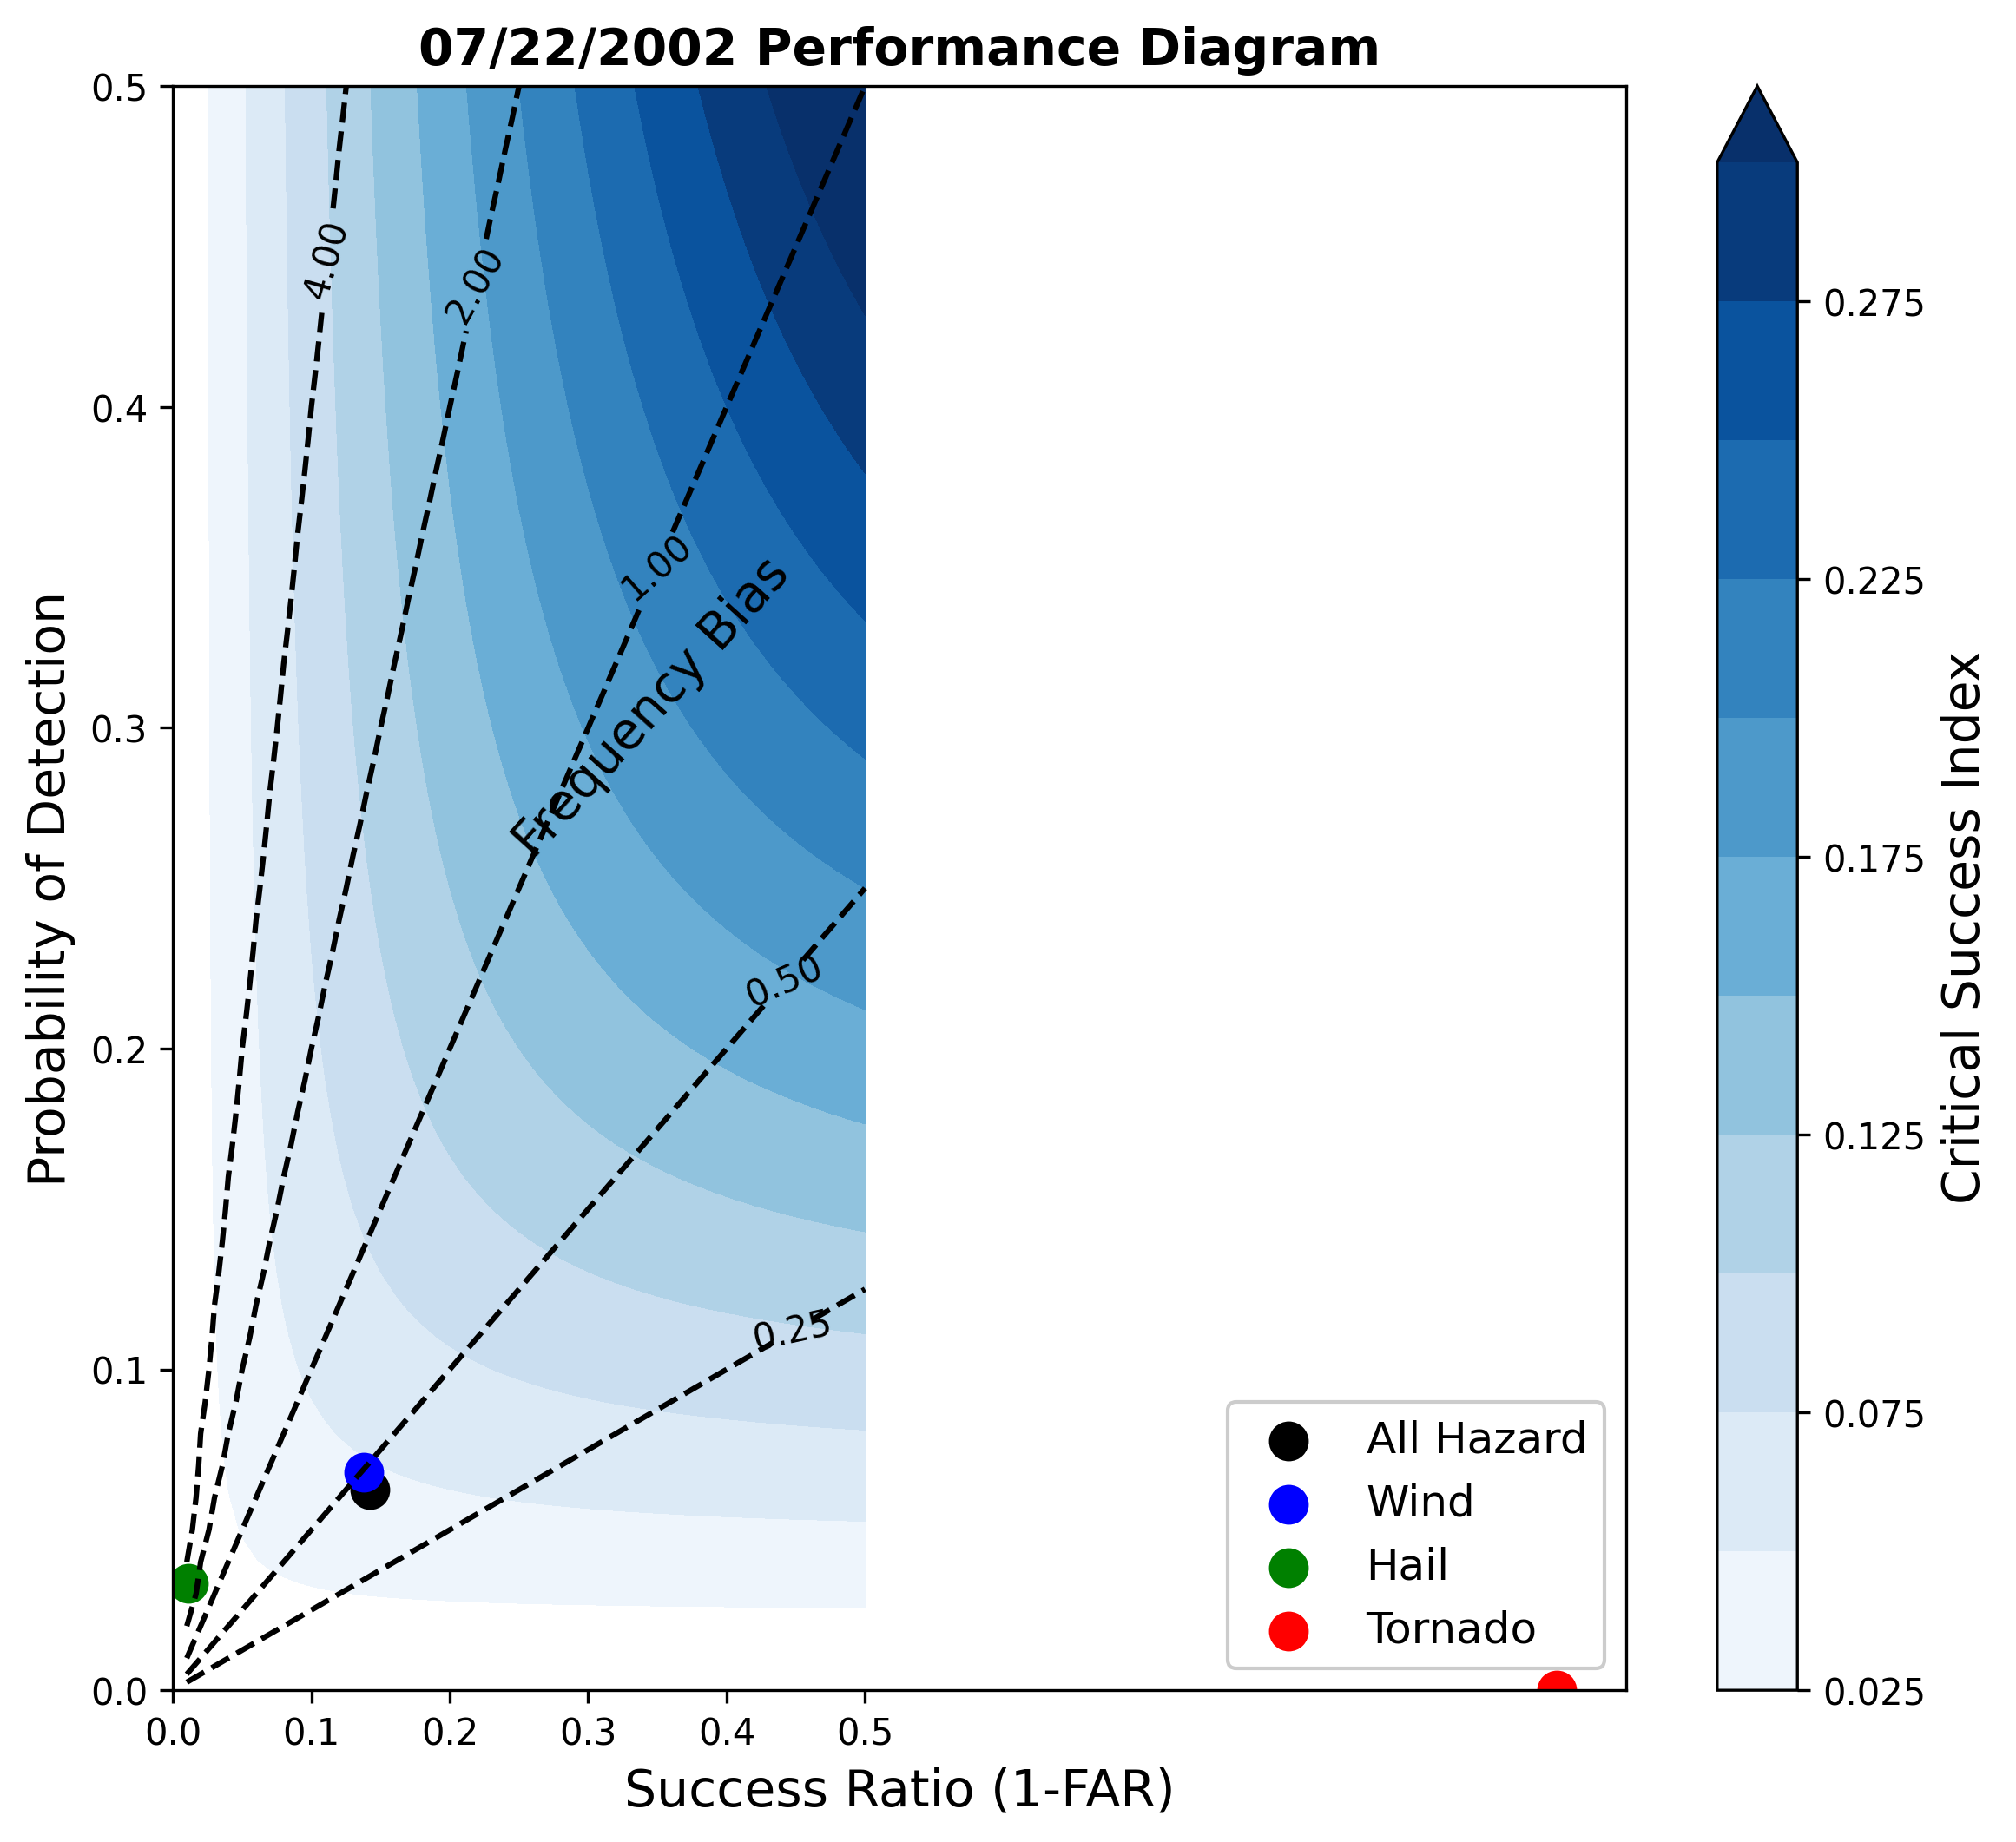 07/22/2002 Performance Diagram
Probability of Detection
0.5
0.4
0.3
0.2
0.1
0.0
4.00
2.00
1.00
Frequency Bias
0.50
0.25
All Hazard
Wind
Hail
Tornado
0.0 0.1 0.2 0.3 0.4 0.5
Success Ratio (1-FAR)
0.275
0.225
0.175
0.125
0.075
0.025
Critical Success Index